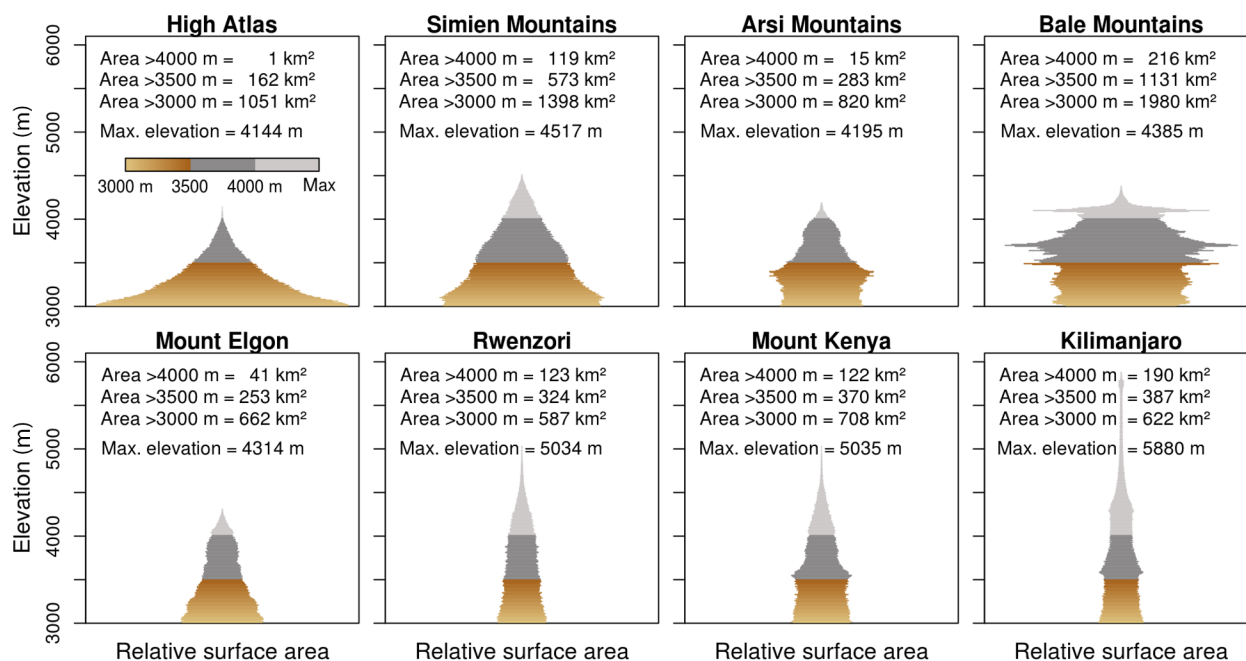 High Atlas
Area >4000 m = 1 km²
Area >3500 m = 162 km²
Area >3000 m = 1051 km²
Max. elevation = 4144 m
3000 m 3500 4000 m Max
Simien Mountains
Area >4000 m = 119 km²
Area >3500 m = 573 km²
Area >3000 m = 1398 km²
Max. elevation = 4517 m
Arsi Mountains
Area >4000 m = 15 km²
Area >3500 m = 283 km²
Area >3000 m = 820 km²
Max. elevation = 4195 m
Bale Mountains
Area >4000 m = 216 km²
Area >3500 m = 1131 km²
Area >3000 m = 1980 km²
Max. elevation = 4385 m
Elevation (m)
6000
5000
4000
3000
Mount Elgon
Area >4000 m = 41 km²
Area >3500 m = 253 km²
Area >3000 m = 662 km²
Max. elevation = 4314 m
Rwenzori
Area >4000 m = 123 km²
Area >3500 m = 324 km²
Area >3000 m = 587 km²
Max. elevation = 5034 m
Mount Kenya
Area >4000 m = 122 km²
Area >3500 m = 370 km²
Area >3000 m = 708 km²
Max. elevation = 5035 m
Kilimanjaro
Area >4000 m = 190 km²
Area >3500 m = 387 km²
Area >3000 m = 622 km²
Max. elevation = 5880 m
Elevation (m)
6000
5000
4000
3000
Relative surface area
Relative surface area
Relative surface area
Relative surface area